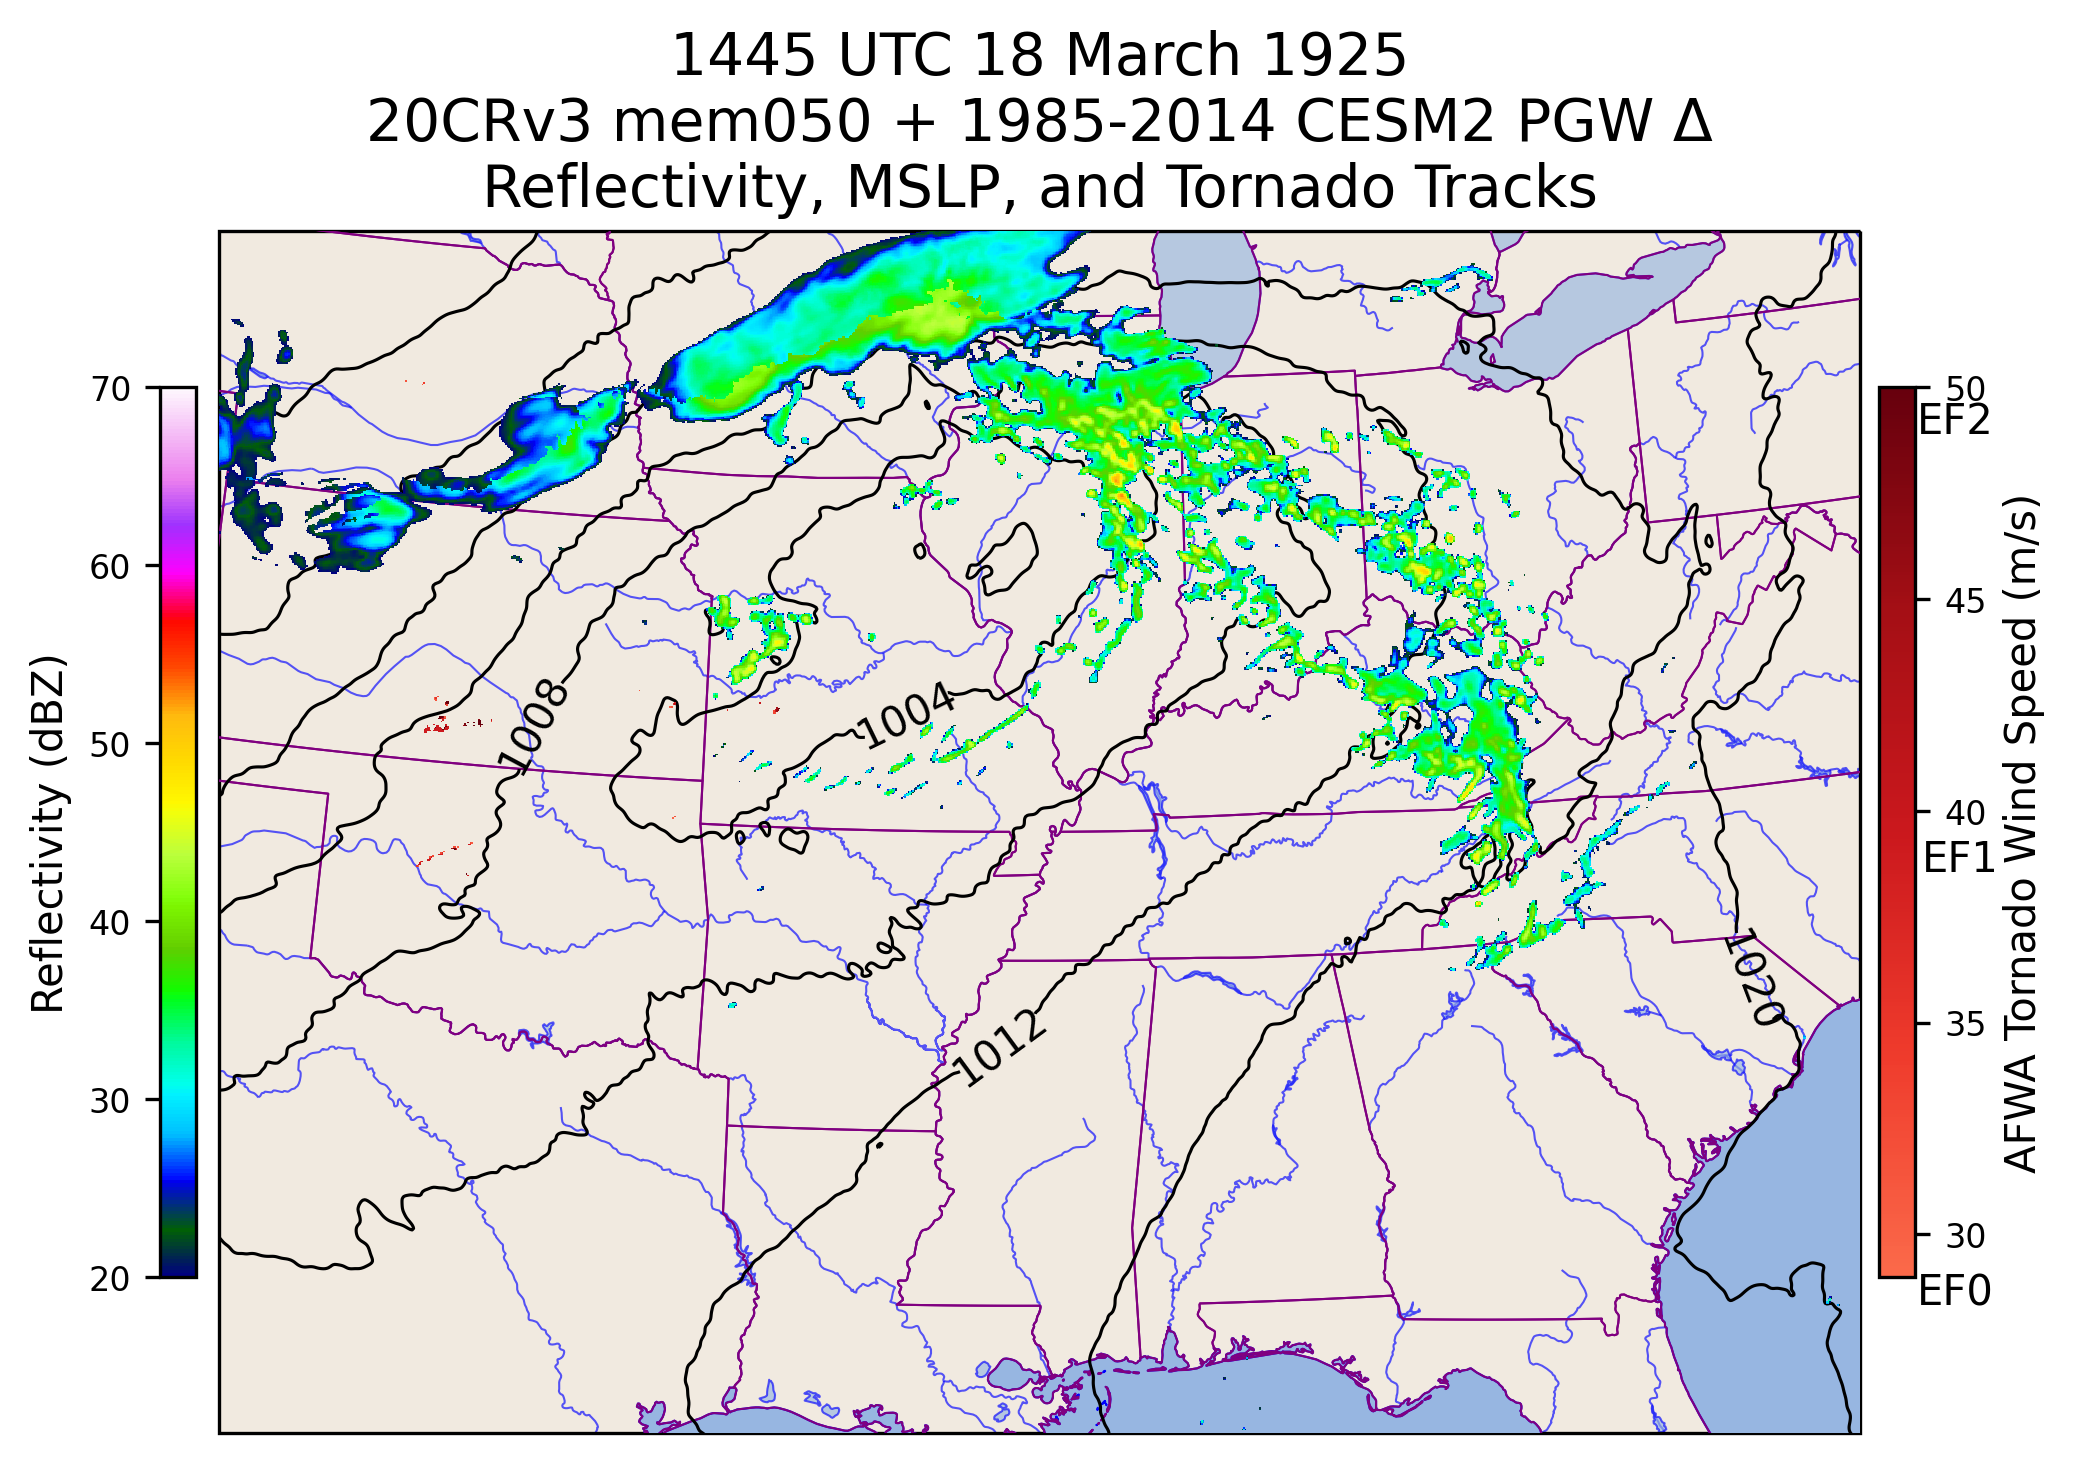 1445 UTC 18 March 1925
20CRv3 mem050 + 1985-2014 CESM2 PGW Δ
Reflectivity, MSLP, and Tornado Tracks
Reflectivity (dBZ)
70
60
50
40
30
20
1008
1004
1012
1020
50
EF2
45
40
EF1
35
30
EF0
AFWA Tornado Wind Speed (m/s)